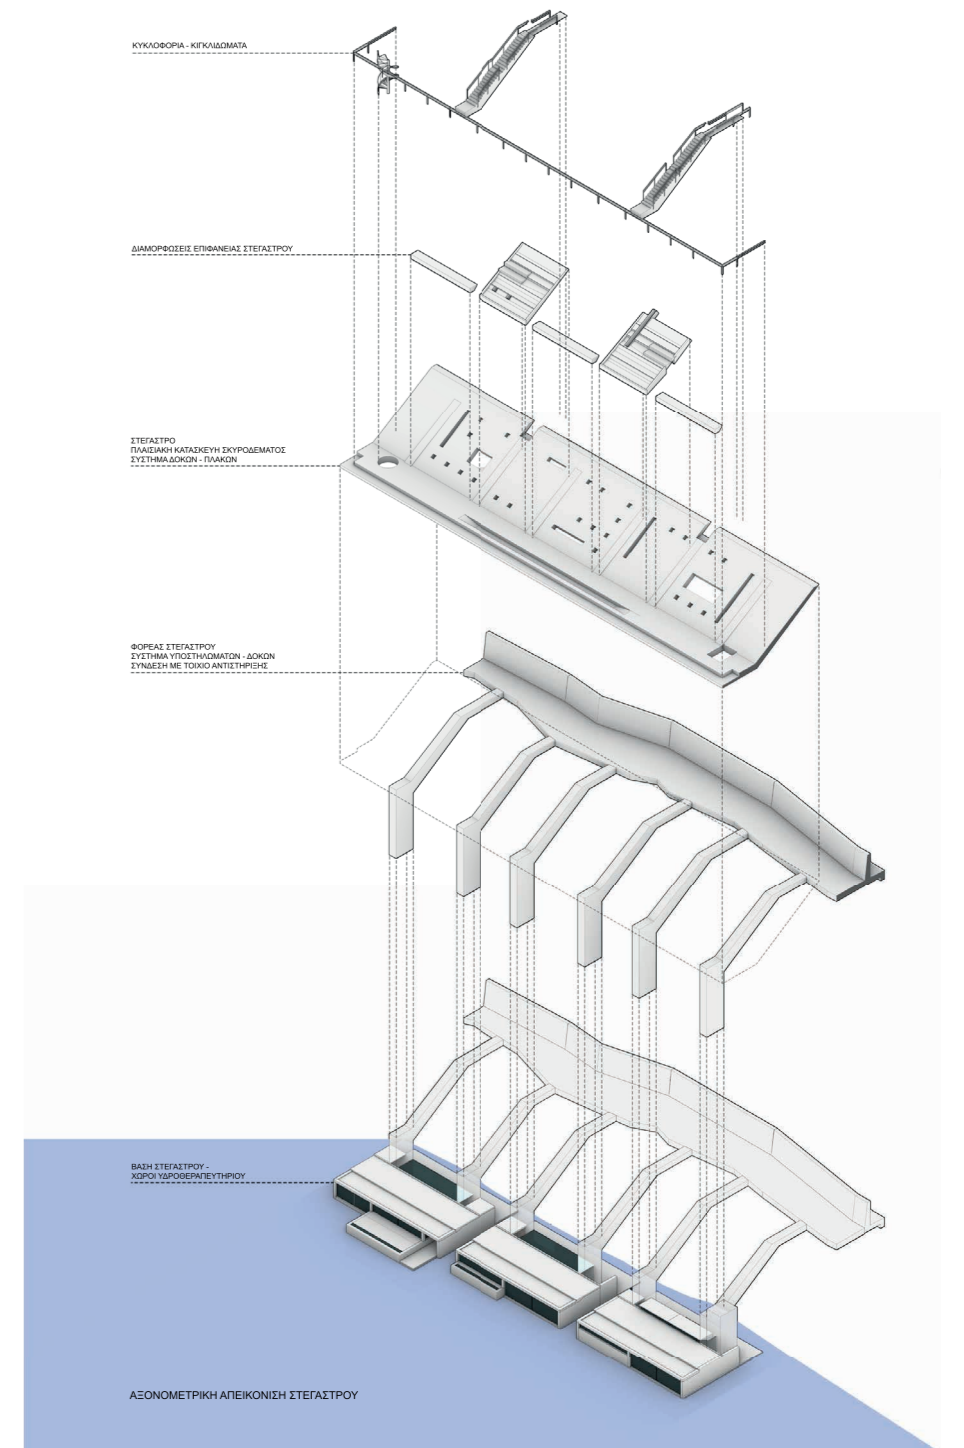 ΚΥΚΛΟΦΟΡΙΑ - ΚΙΓΚΛΙΔΩΜΑΤΑ
ΔΙΑΜΟΡΦΩΣΕΙΣ ΕΠΙΦΑΝΕΙΑΣ ΣΤΕΓΑΣΤΡΟΥ
ΣΤΕΓΑΣΤΡΟ
ΠΛΑΙΣΙΑΚΗ ΚΑΤΑΣΚΕΥΗ ΣΚΥΡΟΔΕΜΑΤΟΣ
ΣΥΣΤΗΜΑ ΔΟΚΩΝ - ΠΛΑΚΩΝ
ΦΟΡΕΑΣ ΣΤΕΓΑΣΤΡΟΥ
ΣΥΣΤΗΜΑ ΥΠΟΣΤΗΛΩΜΑΤΩΝ - ΔΟΚΩΝ
ΣΥΝΔΕΣΗ ΜΕ ΤΟΙΧΙΟ ΑΝΤΙΣΤΗΡΙΞΗΣ
ΒΑΣΗ ΣΤΕΓΑΣΤΡΟΥ -
ΧΩΡΟΙ ΥΔΡΟΘΕΡΑΠΕΥΤΗΡΙΟΥ
ΑΞΟΝΟΜΕΤΡΙΚΗ ΑΠΕΙΚΟΝΙΣΗ ΣΤΕΓΑΣΤΡΟΥ